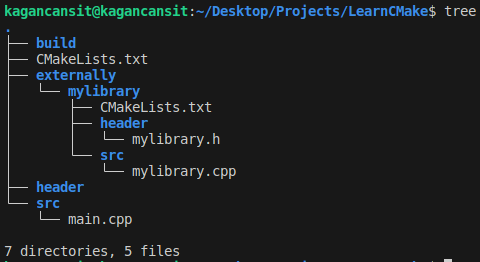 kagancansit@kagancansit:~/Desktop/Projects/LearnCMake$ tree
.
├── build
├── CMakeLists.txt
├── externally
│   └── mylibrary
│       ├── CMakeLists.txt
│       ├── header
│       │   └── mylibrary.h
│       └── src
│           └── mylibrary.cpp
├── header
└── src
    └── main.cpp

7 directories, 5 files